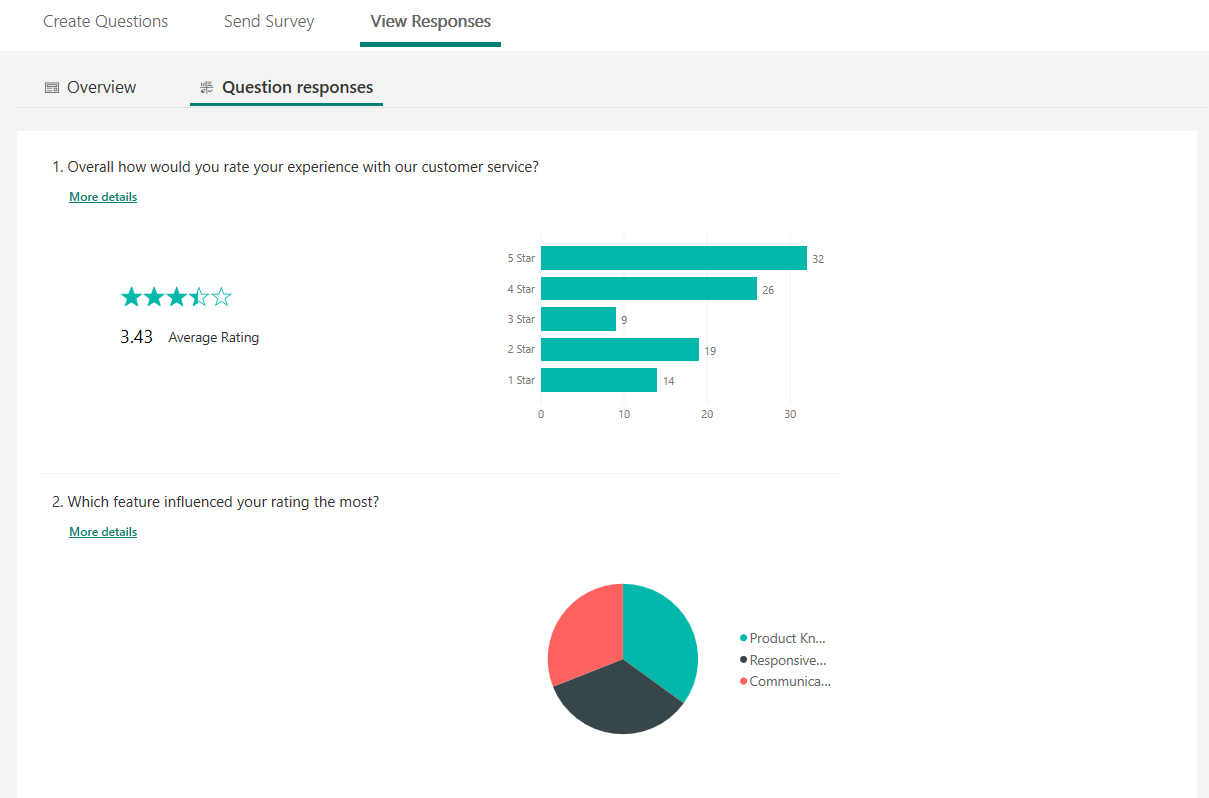 Create Questions Send Survey View Responses
Overview Question responses
1. Overall how would you rate your experience with our customer service?
More details
5 Star 32
4 Star 26
3 Star 9
2 Star 19
1 Star 14
0 10 20 30
3.43 Average Rating
2. Which feature influenced your rating the most?
More details
Product Kn...
Responsive...
Communica...